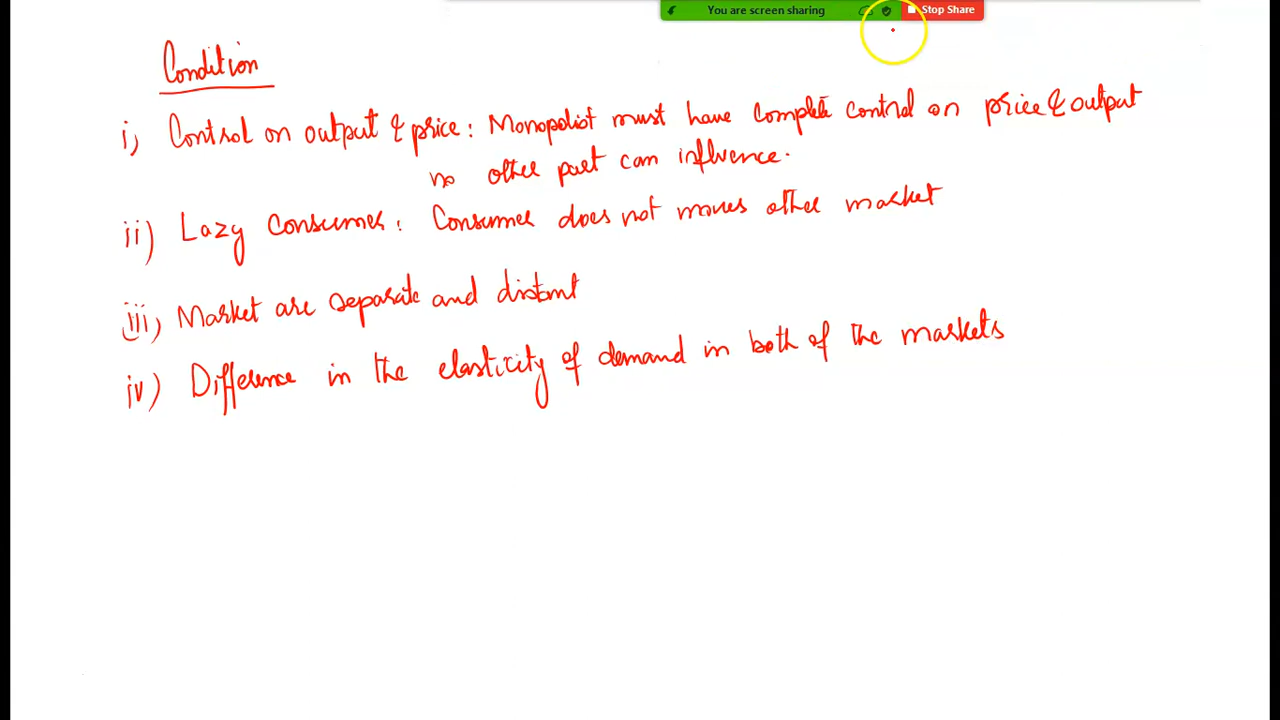 You are screen sharing Stop Share
Condition
i) Control on output & price : Monopolist must have complete control on price & output
no other part can influence.
ii) Lazy Consumer : Consumer does not moves other market
iii) Market are separate and distant
iv) Difference in the elasticity of demand in both of the markets